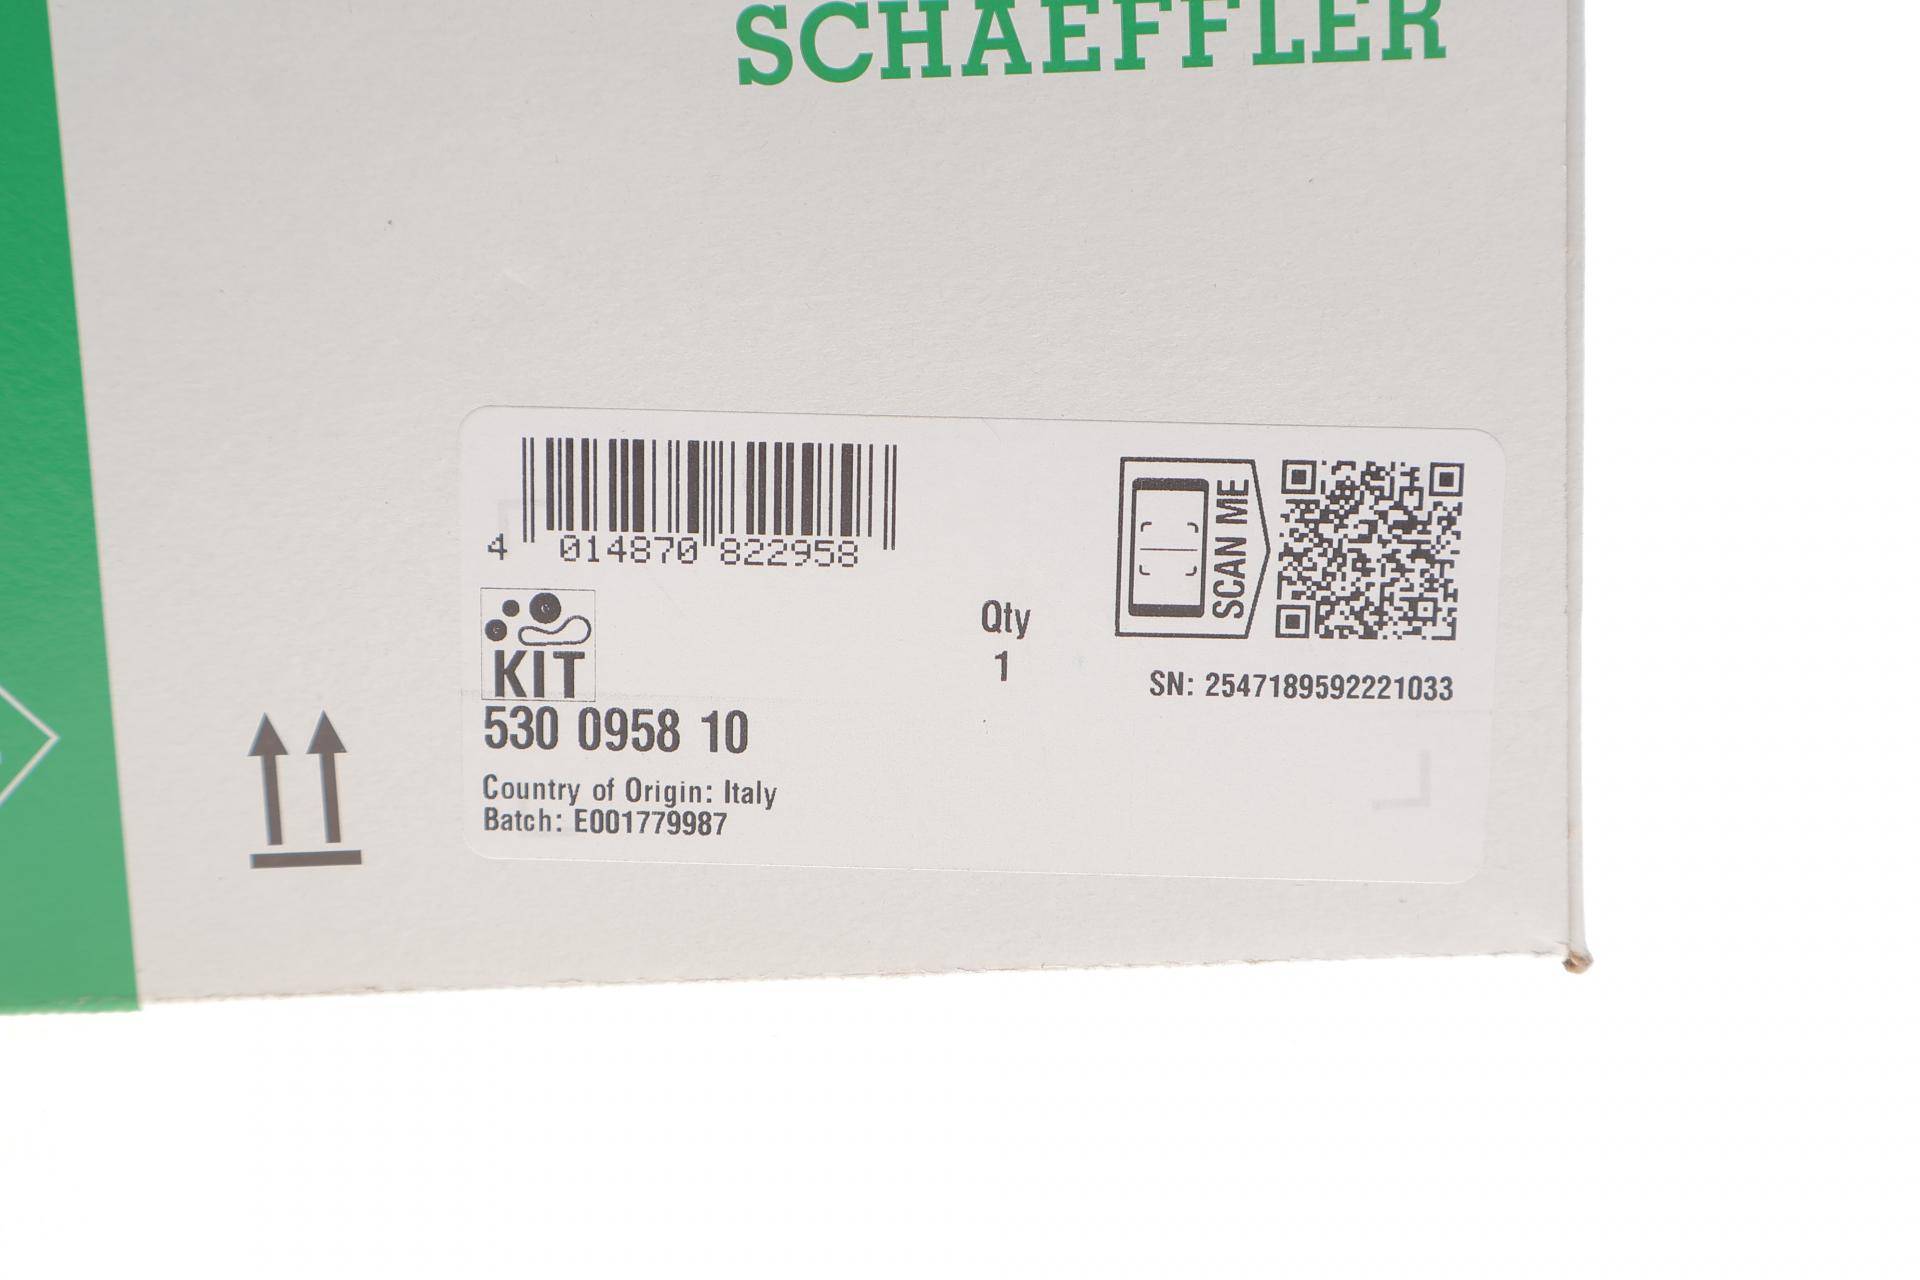 SCHAEFFLER
4 014870 822958
SCAN ME
KIT
Qty
1
SN: 2547189592221033
530 0958 10
Country of Origin: Italy
Batch: E001779987